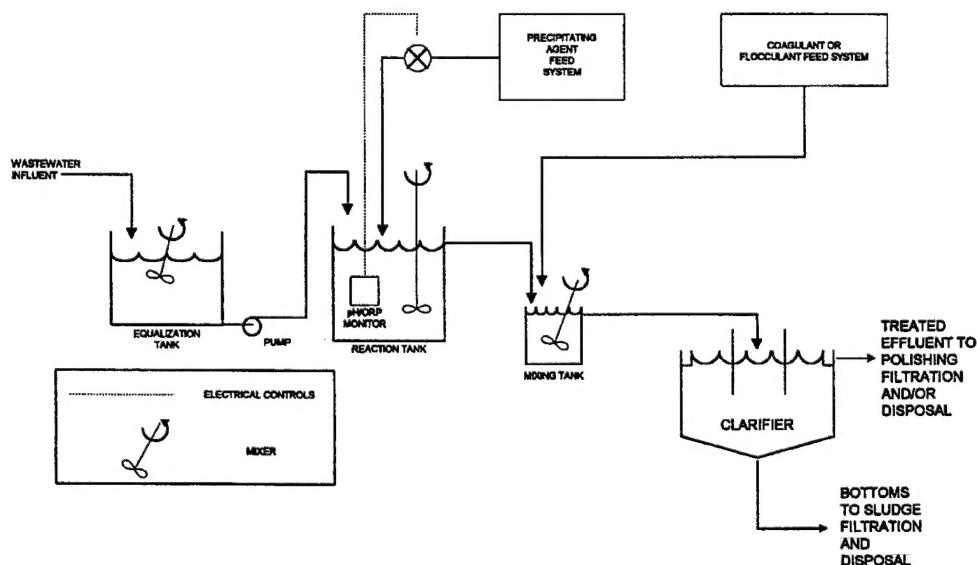 PRECIPITATING
AGENT
FEED
SYSTEM
COAGULANT OR
FLOCCULANT FEED SYSTEM
WASTEWATER
INFLUENT
EQUALIZATION
TANK
PUMP
pH/ORP
MONITOR
REACTION TANK
MIXING TANK
CLARIFIER
TREATED
EFFLUENT TO
POLISHING
FILTRATION
AND/OR
DISPOSAL
ELECTRICAL CONTROLS
MIXER
BOTTOMS
TO SLUDGE
FILTRATION
AND
DISPOSAL